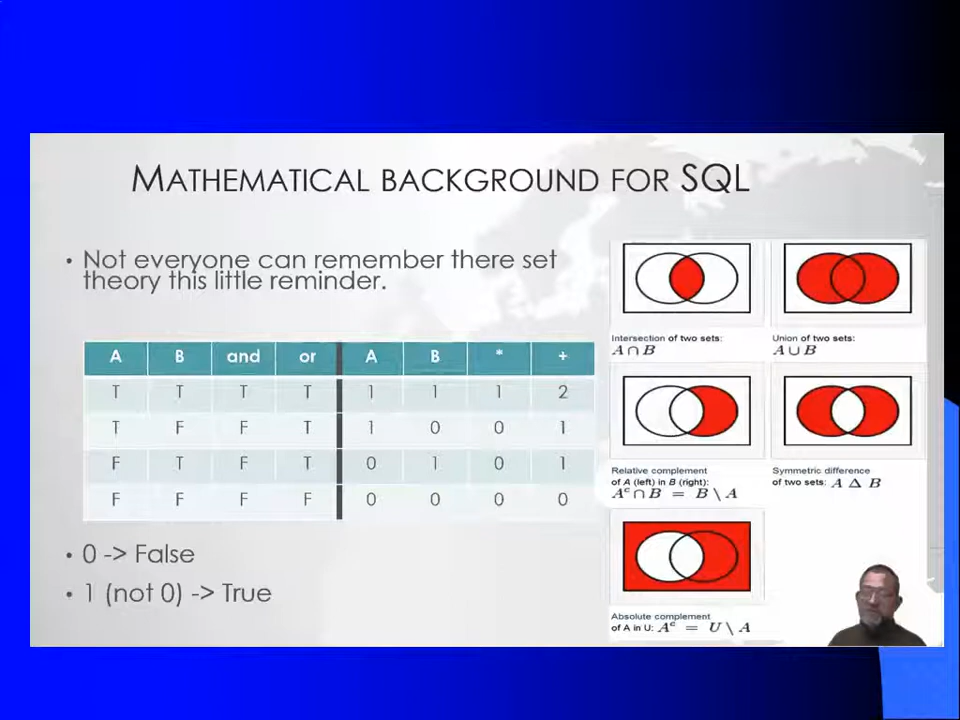 MATHEMATICAL BACKGROUND FOR SQL
• Not everyone can remember there set
theory this little reminder.
A B and or A B * +
T T T T 1 1 1 2
T F F T 1 0 0 1
F T F T 0 1 0 1
F F F F 0 0 0 0
• 0 -> False
• 1 (not 0) -> True
Intersection of two sets:
A ∩ B
Union of two sets:
A ∪ B
Relative complement
of A (left) in B (right):
Aᶜ ∩ B = B \ A
Symmetric difference
of two sets: A Δ B
Absolute complement
of A in U: Aᶜ = U \ A